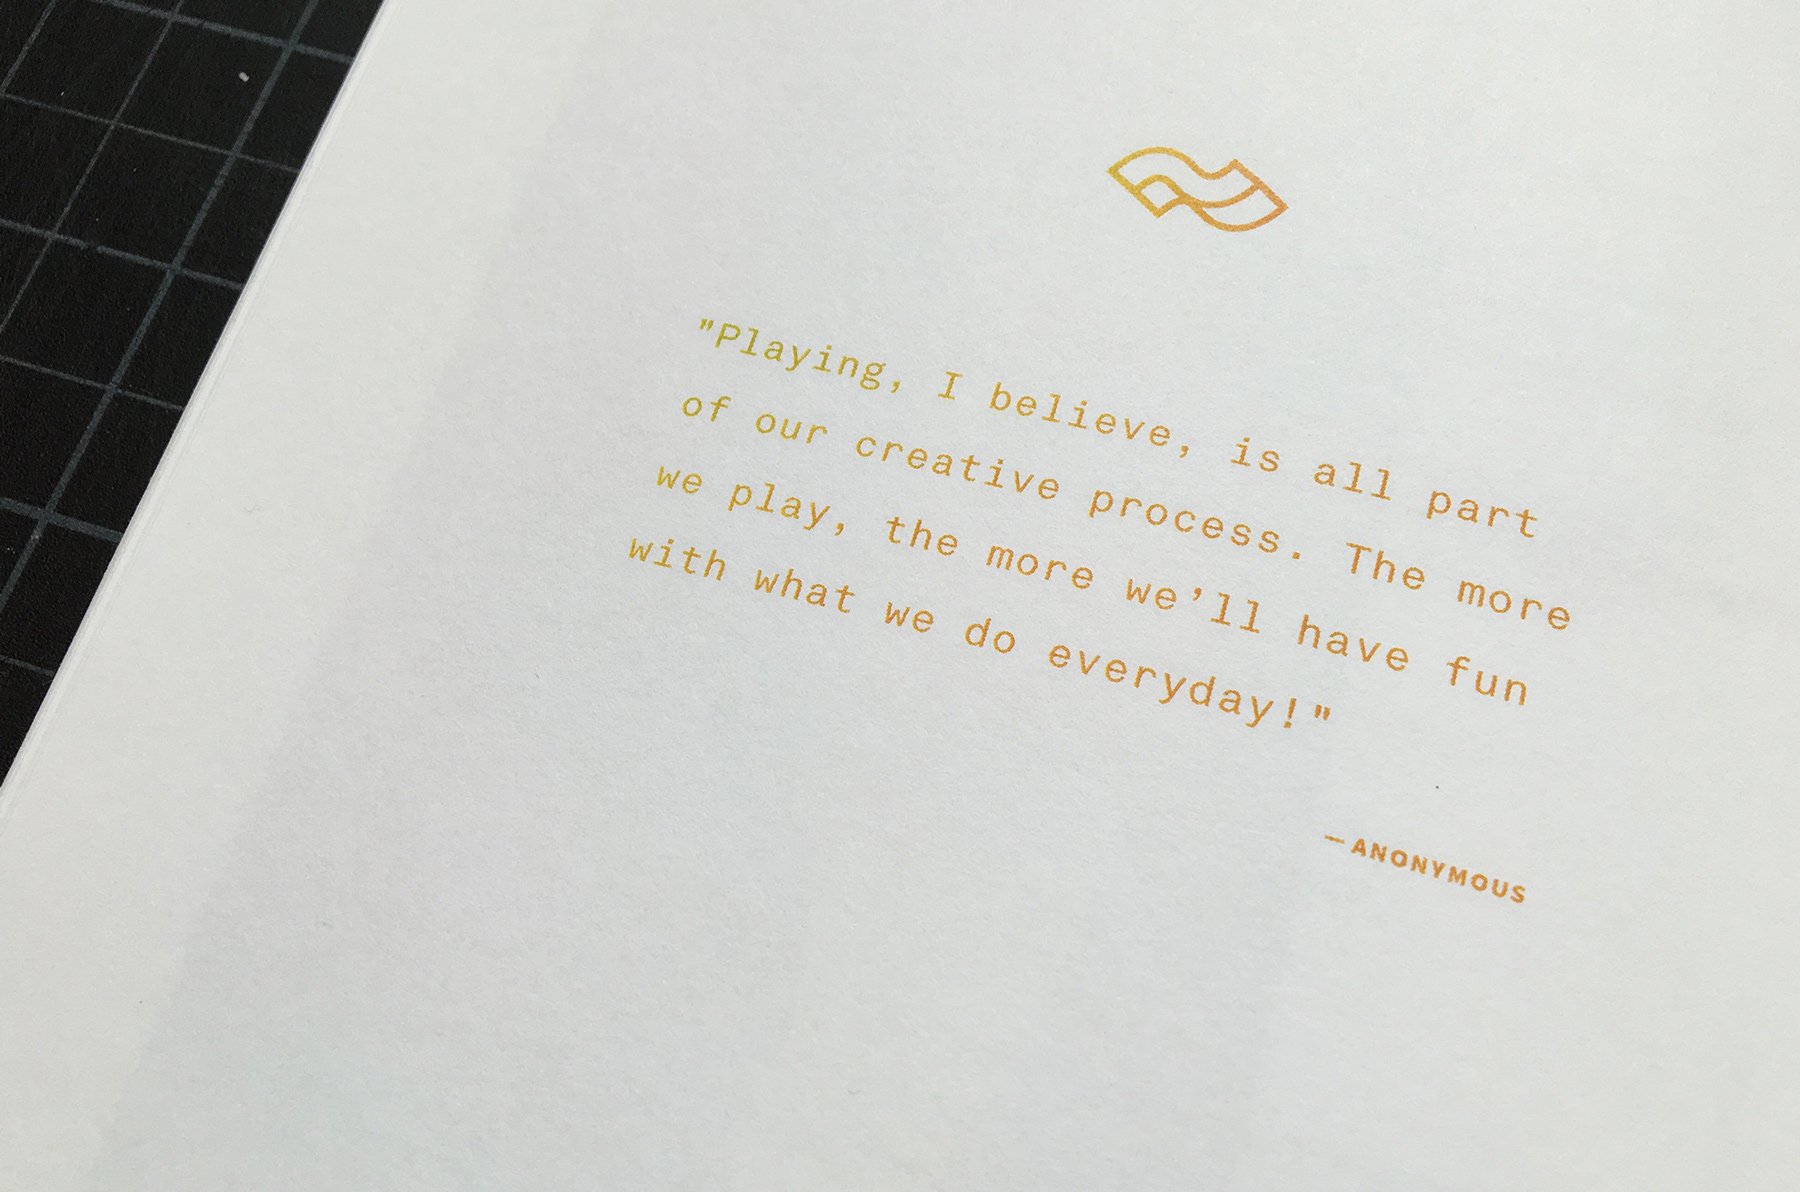 "Playing, I believe, is all part
of our creative process. The more
we play, the more we’ll have fun
with what we do everyday!"
—ANONYMOUS